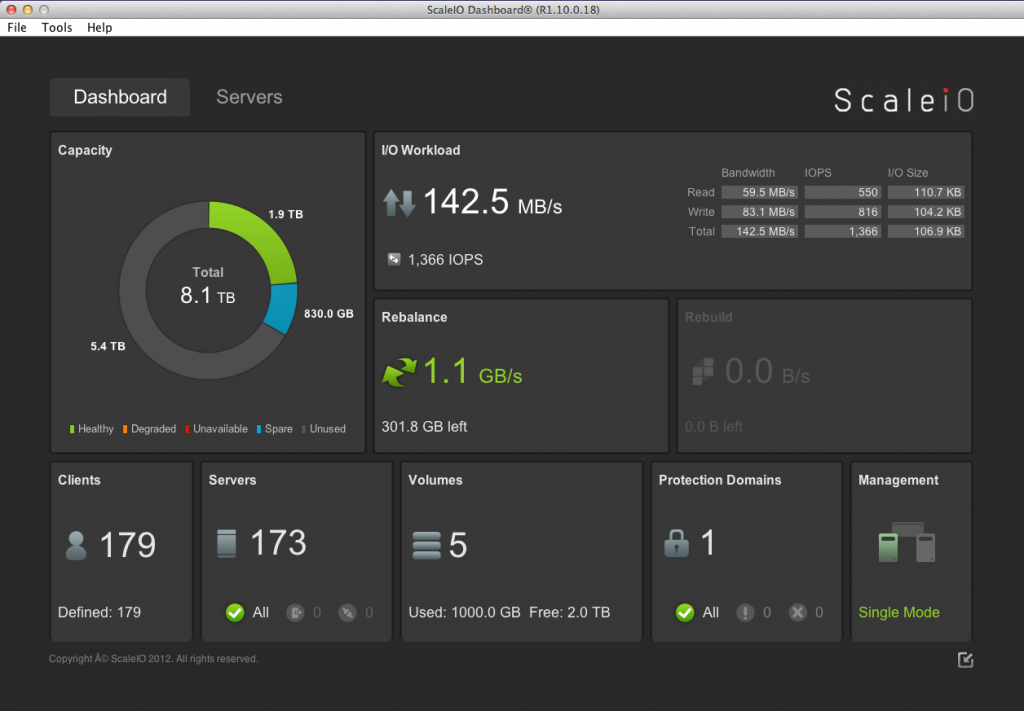 ScaleIO Dashboard® (R1.10.0.18)
File Tools Help
Dashboard Servers
ScaleiO
Capacity
1.9 TB
Total
8.1 TB
830.0 GB
5.4 TB
Healthy Degraded Unavailable Spare Unused
I/O Workload
142.5 MB/s
1,366 IOPS
Bandwidth IOPS I/O Size
Read 59.5 MB/s 550 110.7 KB
Write 83.1 MB/s 816 104.2 KB
Total 142.5 MB/s 1,366 106.9 KB
Rebalance
1.1 GB/s
301.8 GB left
Rebuild
0.0 B/s
0.0 B left
Clients
179
Defined: 179
Servers
173
All 0 0
Volumes
5
Used: 1000.0 GB Free: 2.0 TB
Protection Domains
1
All 0 0
Management
Single Mode
Copyright Â© ScaleIO 2012. All rights reserved.